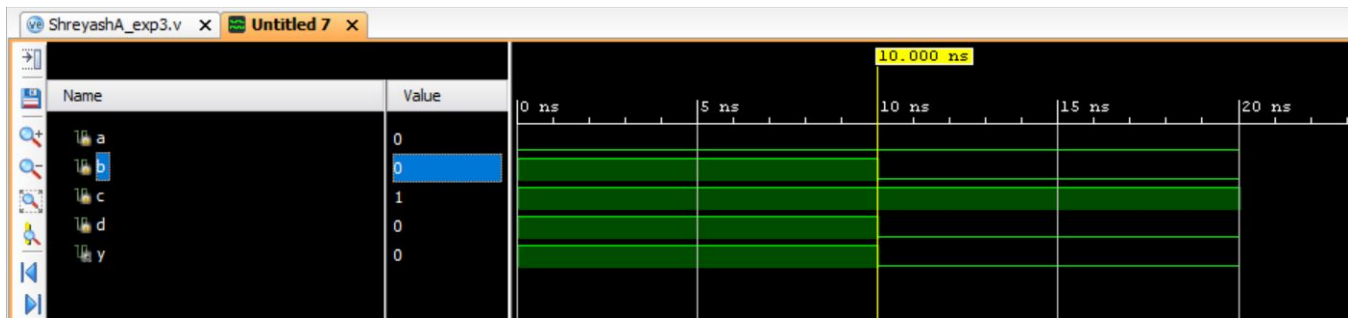 ShreyashA_exp3.v X Untitled 7 X
10.000 ns
Name Value 0 ns 5 ns 10 ns 15 ns 20 ns
a 0
b 0
c 1
d 0
y 0